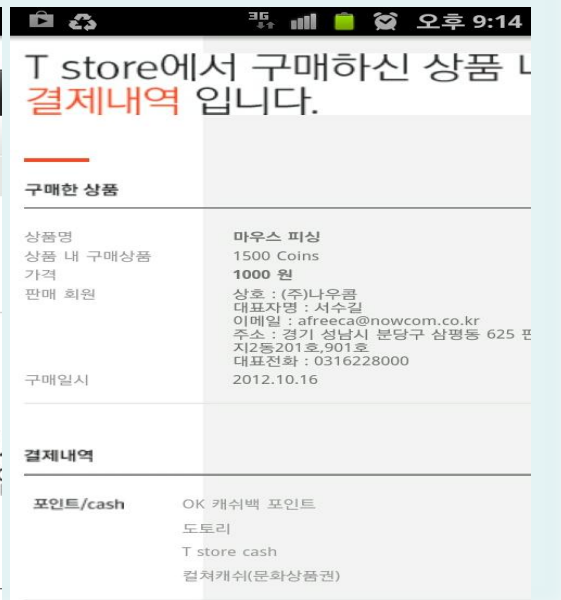 3G 오후 9:14
T store에서 구매하신 상품
결제내역 입니다.
구매한 상품
상품명 마우스 피싱
상품 내 구매상품 1500 Coins
가격 1000 원
판매 회원 상호 : (주)나우콤
대표자명 : 서수길
이메일 : afreeca@nowcom.co.kr
주소 : 경기 성남시 분당구 삼평동 625
지2동201호,901호
대표전화 : 0316228000
구매일시 2012.10.16
결제내역
포인트/cash OK 캐쉬백 포인트
도토리
T store cash
컬쳐캐쉬(문화상품권)